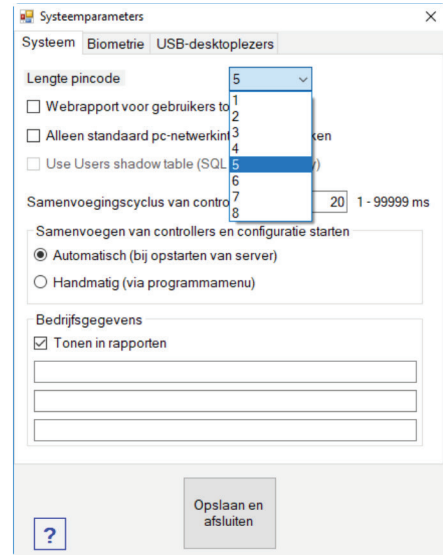 Systeemparameters
Systeem Biometrie USB-desktoplezers
Lengte pincode 5
1
Webrapport voor gebruikers to
2
Alleen standaard pc-netwerkint ken
3
4
Use Users shadow table (SQL 5 )
6
7
Samenvoegingscyclus van contro 20 1 - 99999 ms
8
Samenvoegen van controllers en configuratie starten
Automatisch (bij opstarten van server)
Handmatig (via programmamenu)
Bedrijfsgegevens
Tonen in rapporten
Opslaan en
afsluiten
?